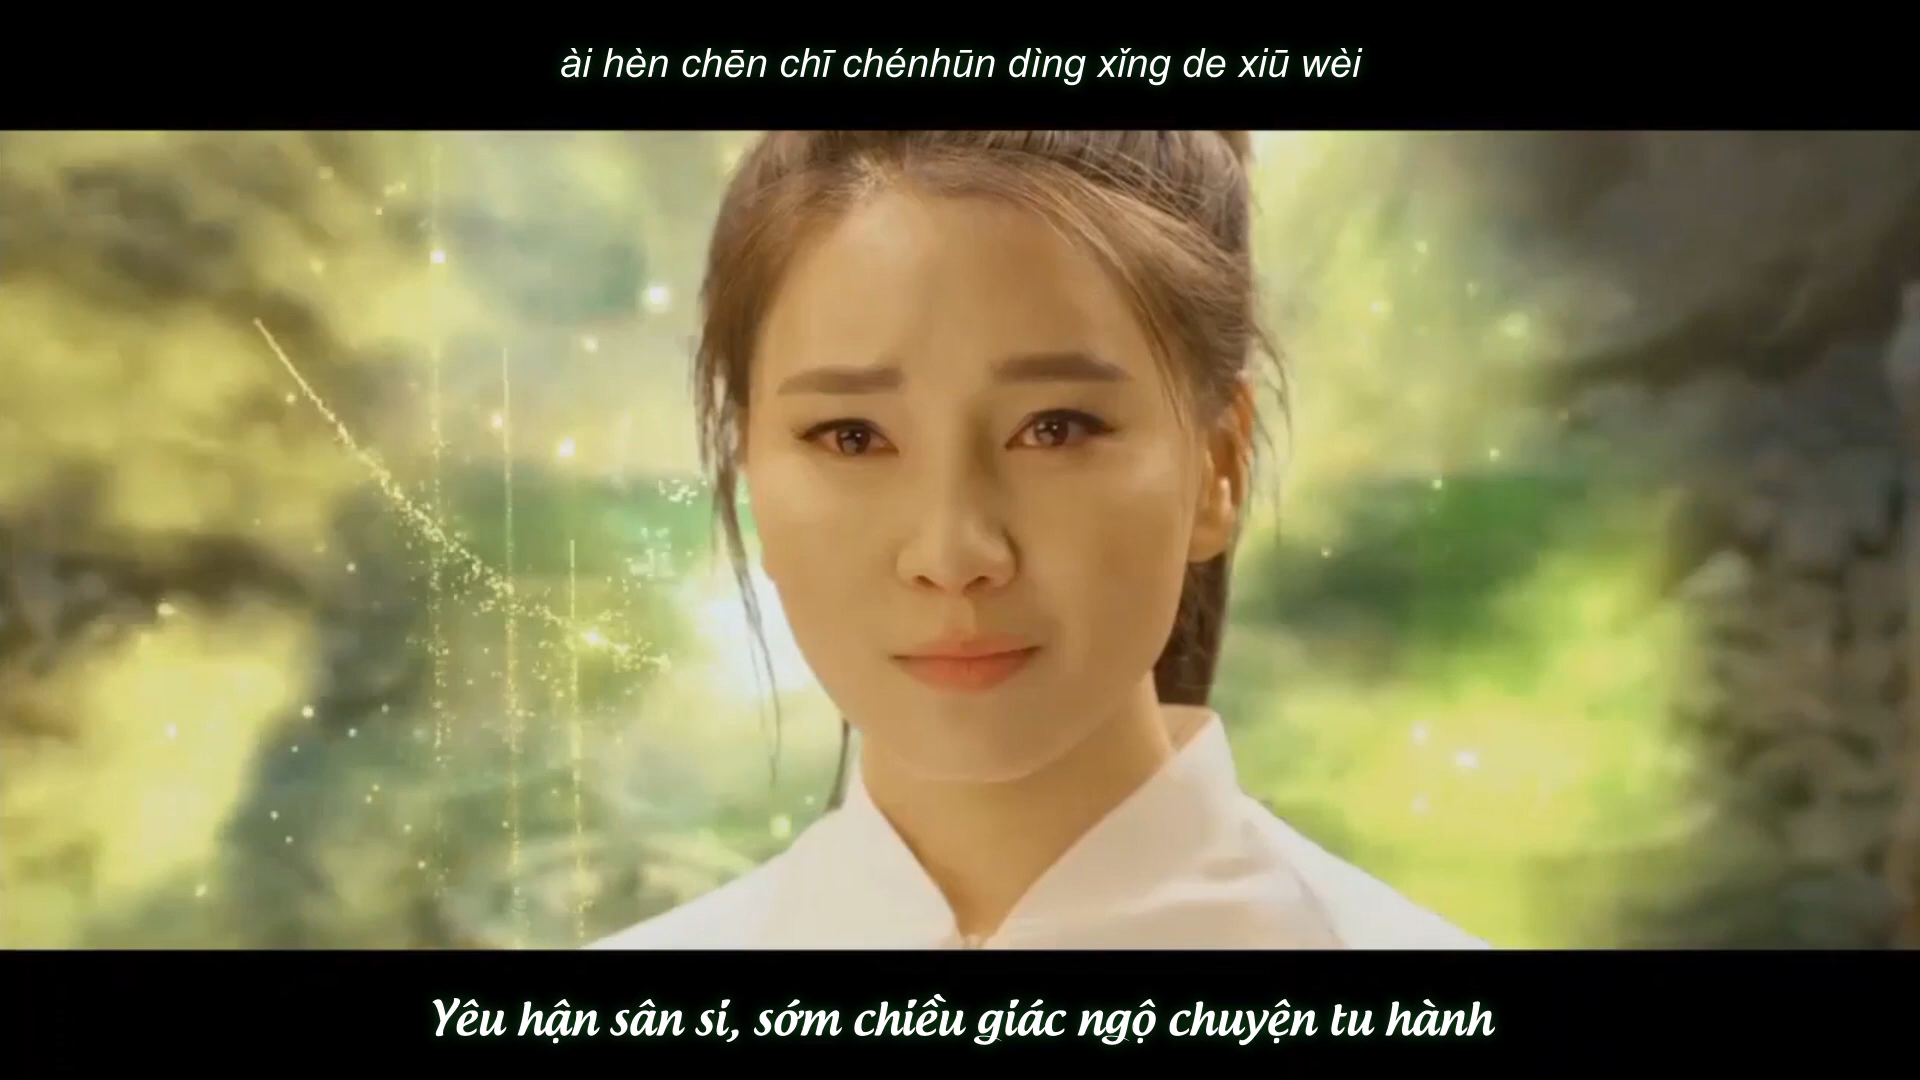 ài hèn chēn chī chénhūn dìng xǐng de xiū wèi
Yêu hận sân si, sớm chiều giác ngộ chuyện tu hành